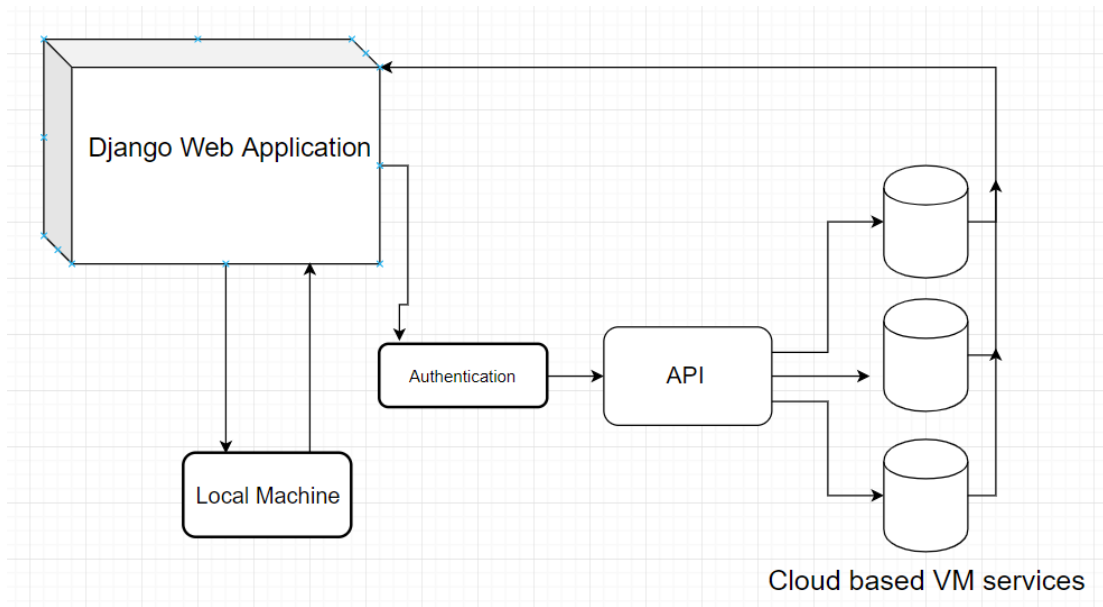 Django Web Application
Authentication
API
Local Machine
Cloud based VM services